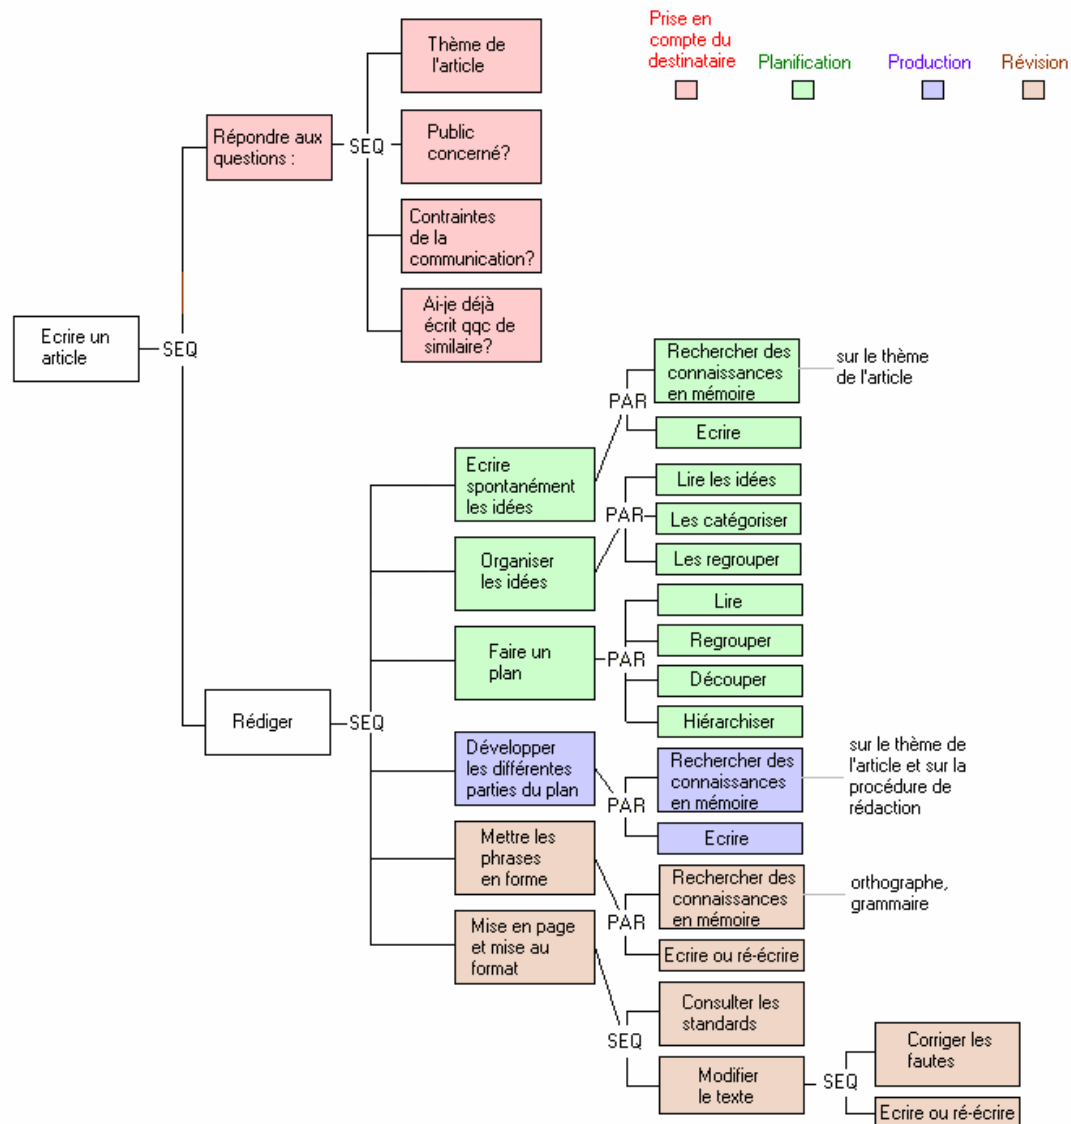 Prise en
compte du
destinataire
Planification
Production
Révision
Thème de
l'article
Répondre aux
questions :
SEQ
Public
concerné?
Contraintes
de la
communication?
Ai-je déjà
écrit qqc de
similaire?
Ecrire un
article
SEQ
Rechercher des
connaissances
en mémoire
sur le thème
de l'article
PAR
Ecrire
Ecrire
spontanément
les idées
Lire les idées
PAR
Les catégoriser
Les regrouper
Organiser
les idées
Lire
Regrouper
Faire un
plan
PAR
Découper
Hiérarchiser
Rédiger
SEQ
Développer
les différentes
parties du plan
Rechercher des
connaissances
en mémoire
sur le thème de
l'article et sur la
procédure de
rédaction
PAR
Ecrire
Mettre les
phrases
en forme
Rechercher des
connaissances
en mémoire
orthographe,
grammaire
PAR
Ecrire ou ré-écrire
Mise en page
et mise au
format
Consulter les
standards
SEQ
Modifier
le texte
SEQ
Corriger les
fautes
Ecrire ou ré-écrire